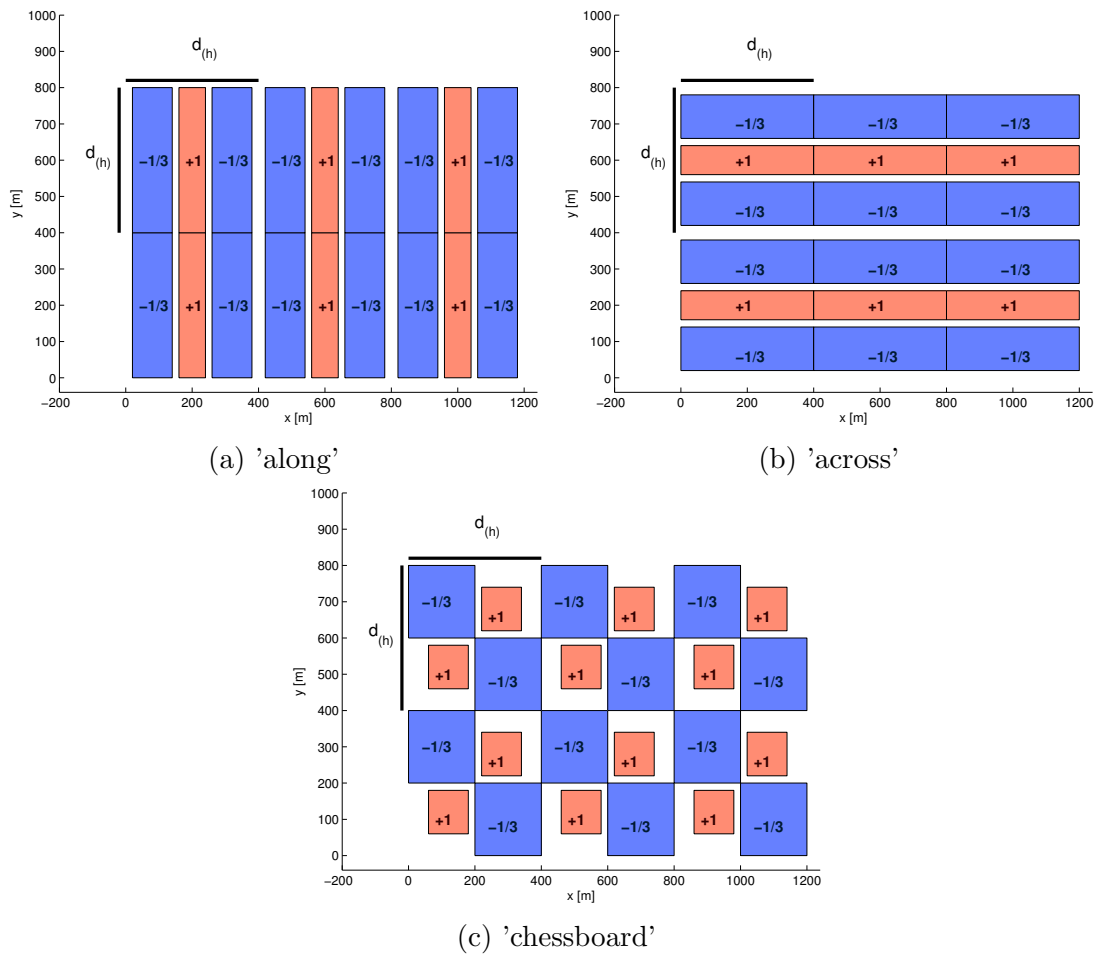 1000
900
800
700
600
500
400
300
200
100
0
y [m]
d(h)
d(h)
−1/3 +1 −1/3 −1/3 +1 −1/3 −1/3 +1 −1/3
−1/3 +1 −1/3 −1/3 +1 −1/3 −1/3 +1 −1/3
−200 0 200 400 600 800 1000 1200
x [m]
(a) 'along'
1000
900
800
700
600
500
400
300
200
100
0
y [m]
d(h)
d(h)
−1/3 −1/3 −1/3
+1 +1 +1
−1/3 −1/3 −1/3
−1/3 −1/3 −1/3
+1 +1 +1
−1/3 −1/3 −1/3
−200 0 200 400 600 800 1000 1200
x [m]
(b) 'across'
1000
900
800
700
600
500
400
300
200
100
0
y [m]
d(h)
d(h)
−1/3 +1 −1/3 +1 −1/3 +1
+1 −1/3 +1 −1/3 +1 −1/3
−1/3 +1 −1/3 +1 −1/3 +1
+1 −1/3 +1 −1/3 +1 −1/3
−200 0 200 400 600 800 1000 1200
x [m]
(c) 'chessboard'